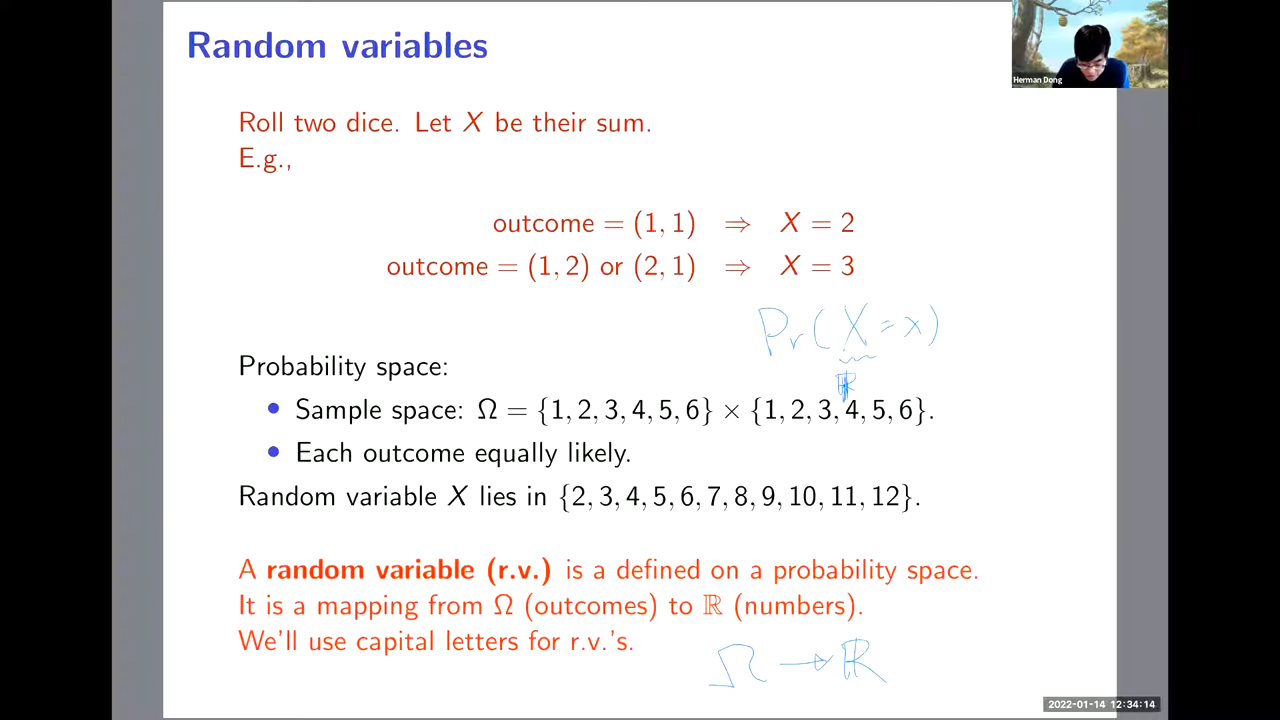 Random variables
Herman Dong
Roll two dice. Let X be their sum.
E.g.,
outcome = (1, 1) ⇒ X = 2
outcome = (1, 2) or (2, 1) ⇒ X = 3
Pr(X = x)
ℝ
Probability space:
• Sample space: Ω = {1, 2, 3, 4, 5, 6} × {1, 2, 3, 4, 5, 6}.
• Each outcome equally likely.
Random variable X lies in {2, 3, 4, 5, 6, 7, 8, 9, 10, 11, 12}.
A random variable (r.v.) is a defined on a probability space.
It is a mapping from Ω (outcomes) to ℝ (numbers).
We'll use capital letters for r.v.'s.
Ω → ℝ
2022-01-14 12:34:14